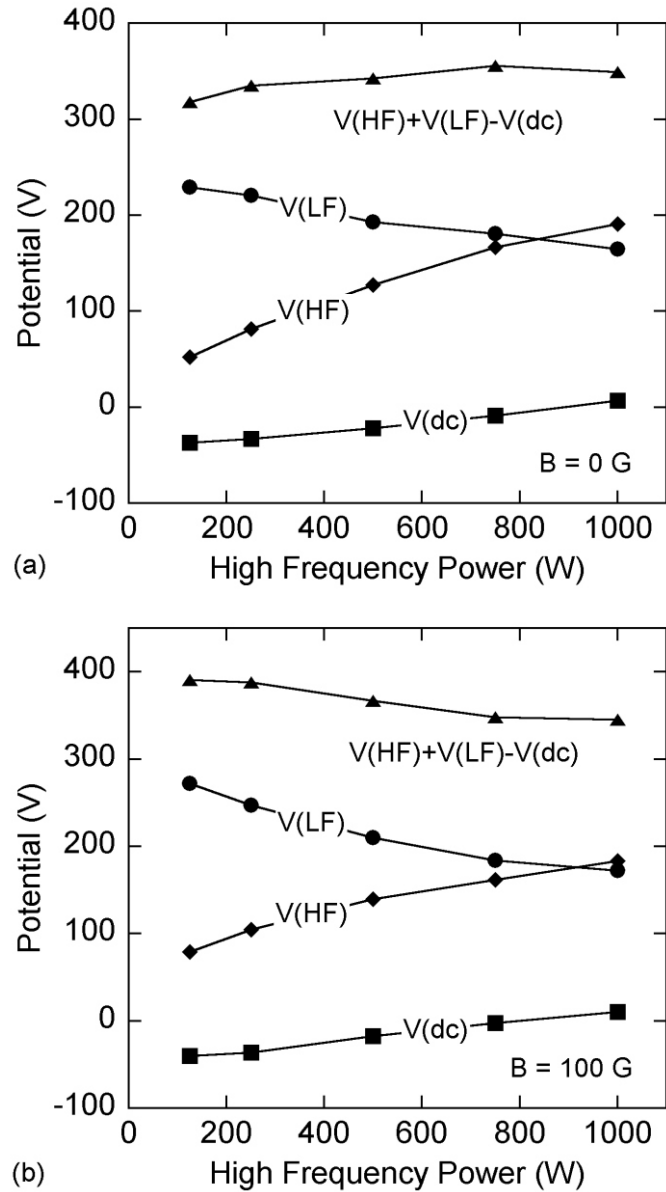 400
V(HF)+V(LF)-V(dc)
300
V(LF)
200
V(HF)
100
0
V(dc)
B = 0 G
-100
Potential (V)
0 200 400 600 800 1000
(a) High Frequency Power (W)
400
V(HF)+V(LF)-V(dc)
300
V(LF)
200
V(HF)
100
0
V(dc)
B = 100 G
-100
Potential (V)
0 200 400 600 800 1000
(b) High Frequency Power (W)